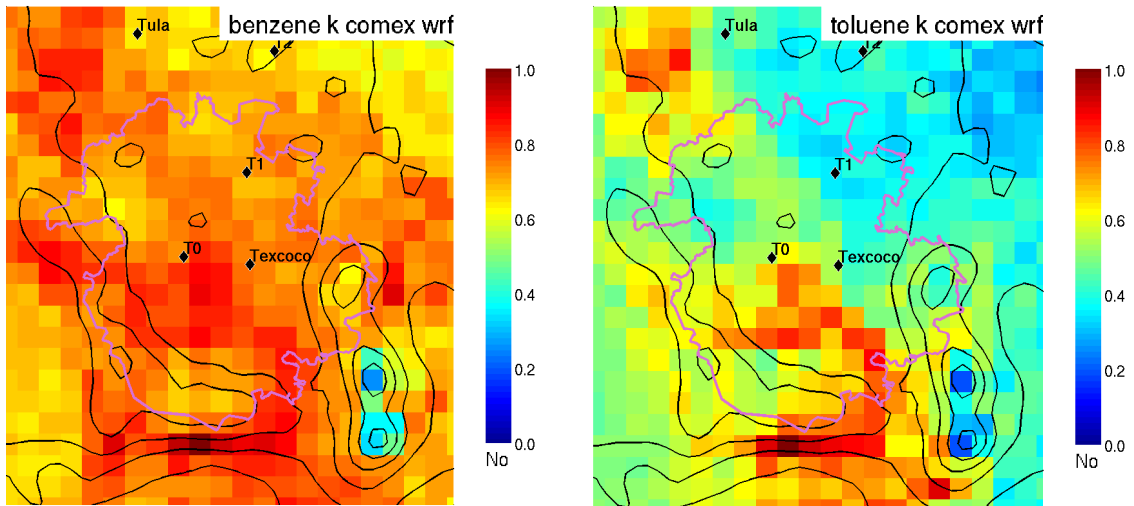 benzene k comex wrf
Tula
T2
T1
T0
Texcoco
1.0
0.8
0.6
0.4
0.2
0.0
No
toluene k comex wrf
Tula
T2
T1
T0
Texcoco
1.0
0.8
0.6
0.4
0.2
0.0
No